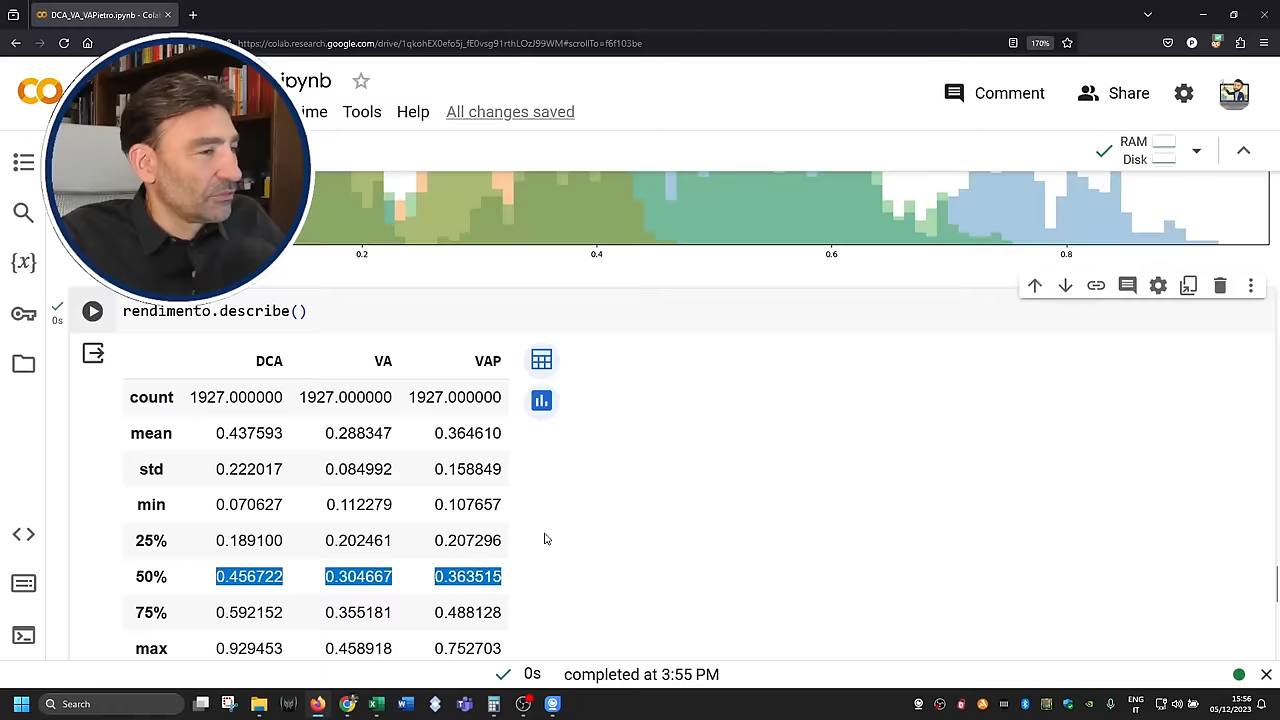 DCA_VA_VAPietro.ipynb - Colab
https://colab.research.google.com/drive/1qkohEX0efo5j_fE0vsg91rthLOzJ99WM#scrollTo=f6f103be
170%
ipynb
ime Tools Help All changes saved
Comment Share
RAM
Disk
0.2 0.4 0.6 0.8
0s
rendimento.describe()
DCA VA VAP
count 1927.000000 1927.000000 1927.000000
mean 0.437593 0.288347 0.364610
std 0.222017 0.084992 0.158849
min 0.070627 0.112279 0.107657
25% 0.189100 0.202461 0.207296
50% 0.456722 0.304667 0.363515
75% 0.592152 0.355181 0.488128
max 0.929453 0.458918 0.752703
0s completed at 3:55 PM
Search
ENG
IT
15:56
05/12/2023